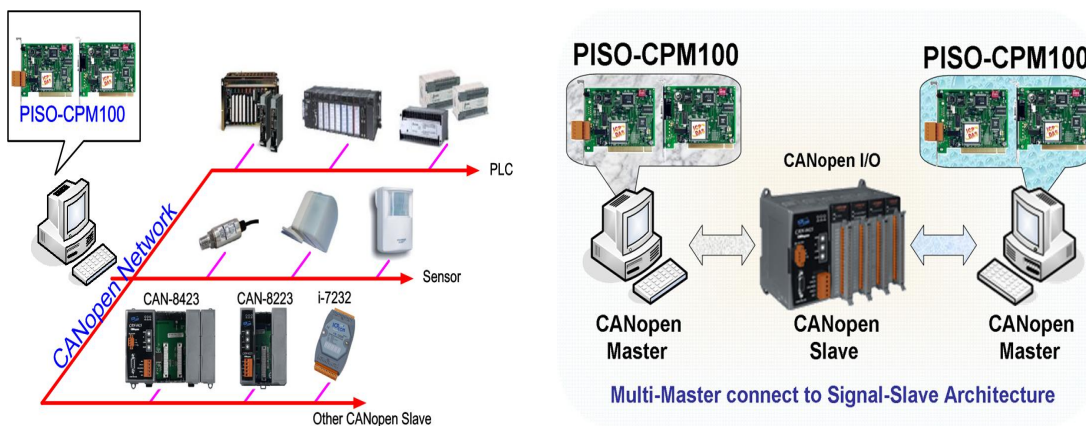 PISO-CPM100
PLC
CANopen Network
Sensor
CAN-8423
CAN-8223
i-7232
Other CANopen Slave
PISO-CPM100
PISO-CPM100
CANopen I/O
CANopen
Master
CANopen
Slave
CANopen
Master
Multi-Master connect to Signal-Slave Architecture